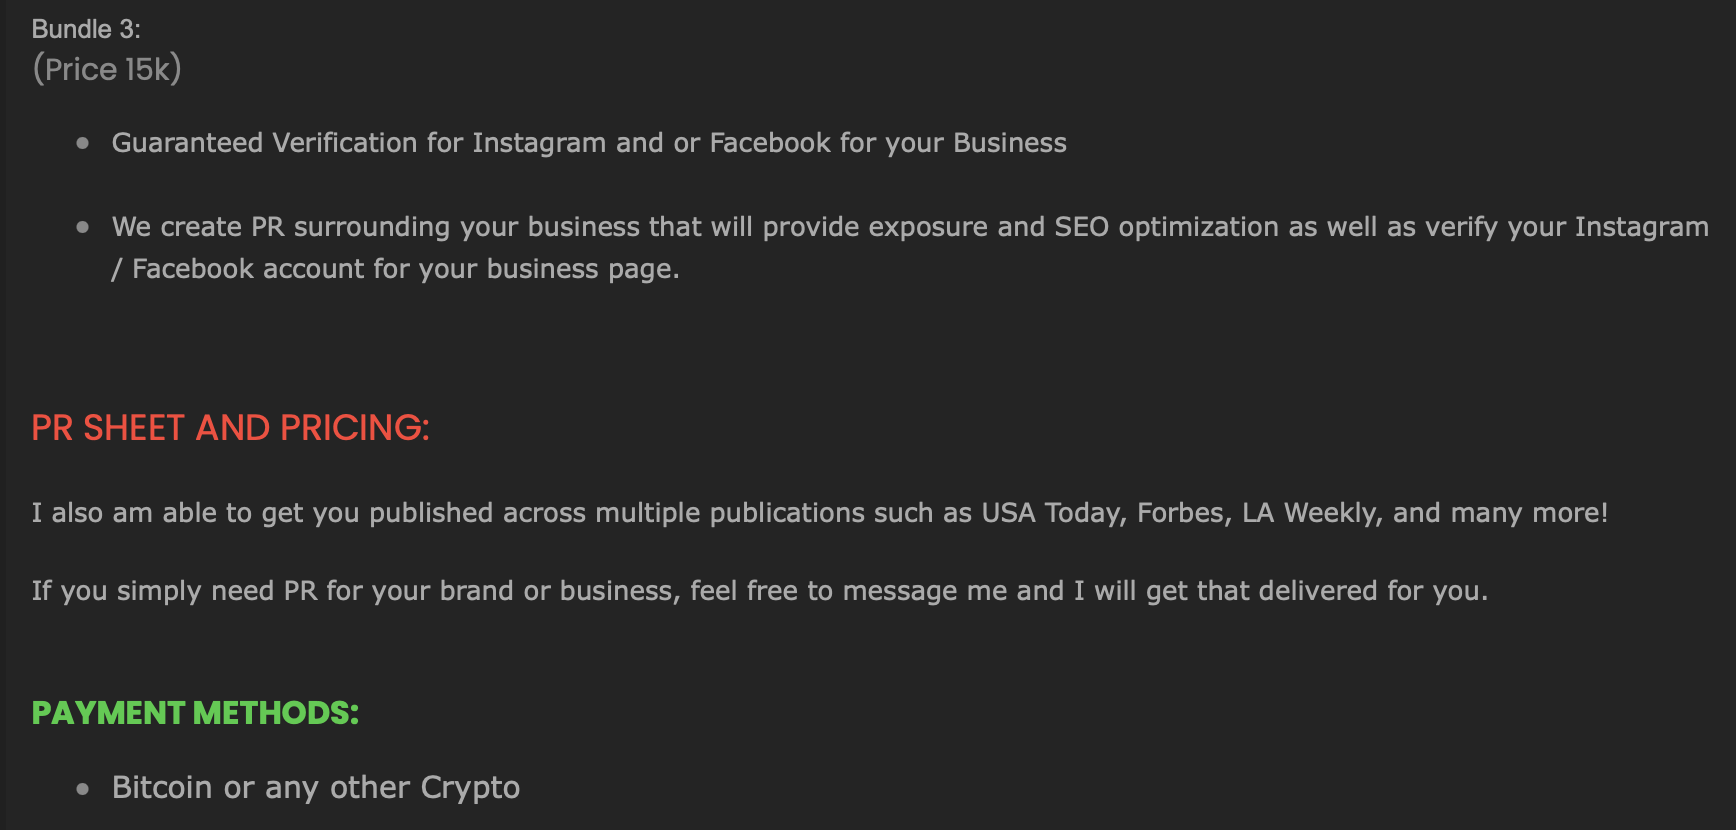 Bundle 3:
(Price 15k)
• Guaranteed Verification for Instagram and or Facebook for your Business
• We create PR surrounding your business that will provide exposure and SEO optimization as well as verify your Instagram
/ Facebook account for your business page.
PR SHEET AND PRICING:
I also am able to get you published across multiple publications such as USA Today, Forbes, LA Weekly, and many more!
If you simply need PR for your brand or business, feel free to message me and I will get that delivered for you.
PAYMENT METHODS:
• Bitcoin or any other Crypto